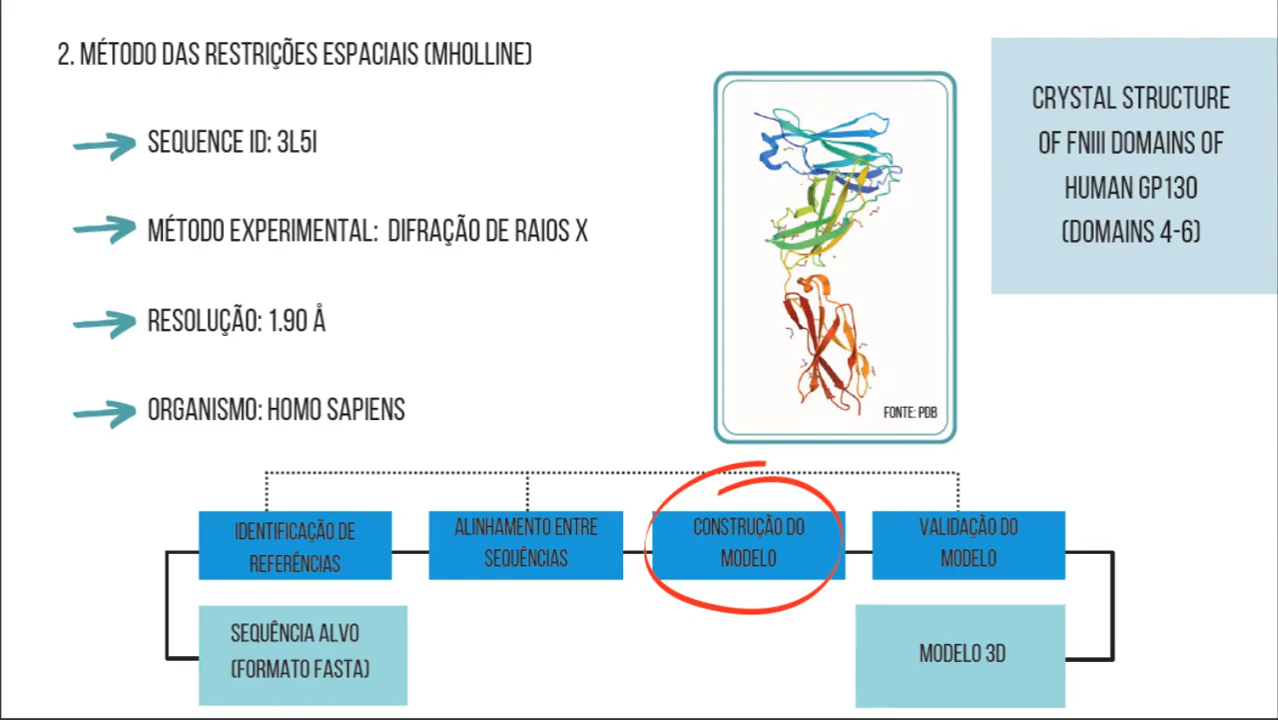 2. MÉTODO DAS RESTRIÇÕES ESPACIAIS (MHOLLINE)
SEQUENCE ID: 3L5I
MÉTODO EXPERIMENTAL: DIFRAÇÃO DE RAIOS X
RESOLUÇÃO: 1.90 Å
ORGANISMO: HOMO SAPIENS
FONTE: PDB
CRYSTAL STRUCTURE
OF FNIII DOMAINS OF
HUMAN GP130
(DOMAINS 4-6)
IDENTIFICAÇÃO DE
REFERÊNCIAS
ALINHAMENTO ENTRE
SEQUÊNCIAS
CONSTRUÇÃO DO
MODELO
VALIDAÇÃO DO
MODELO
SEQUÊNCIA ALVO
(FORMATO FASTA)
MODELO 3D